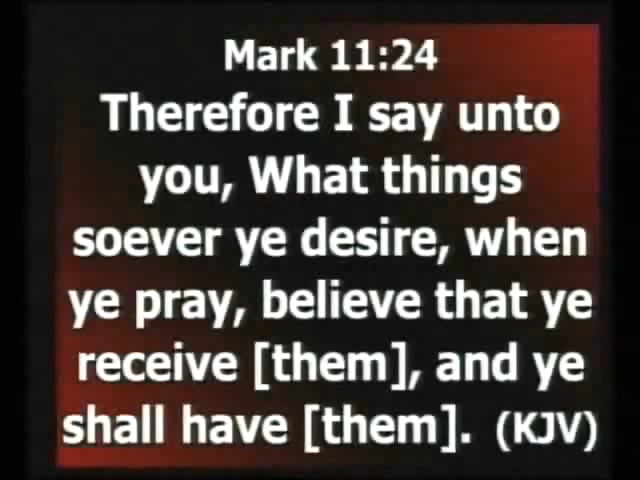 Mark 11:24
Therefore I say unto
you, What things
soever ye desire, when
ye pray, believe that ye
receive [them], and ye
shall have [them]. (KJV)